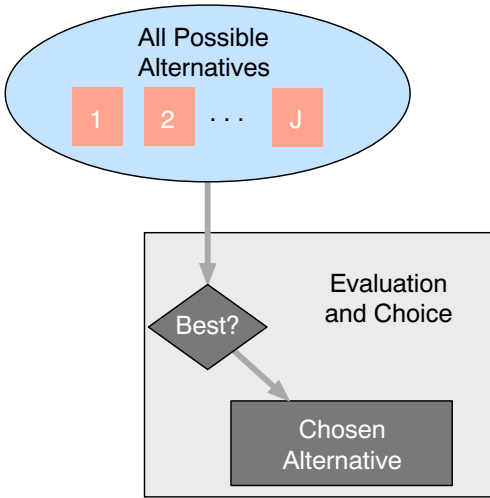 All Possible
Alternatives
1 2 . . . J
Evaluation
and Choice
Best?
Chosen
Alternative